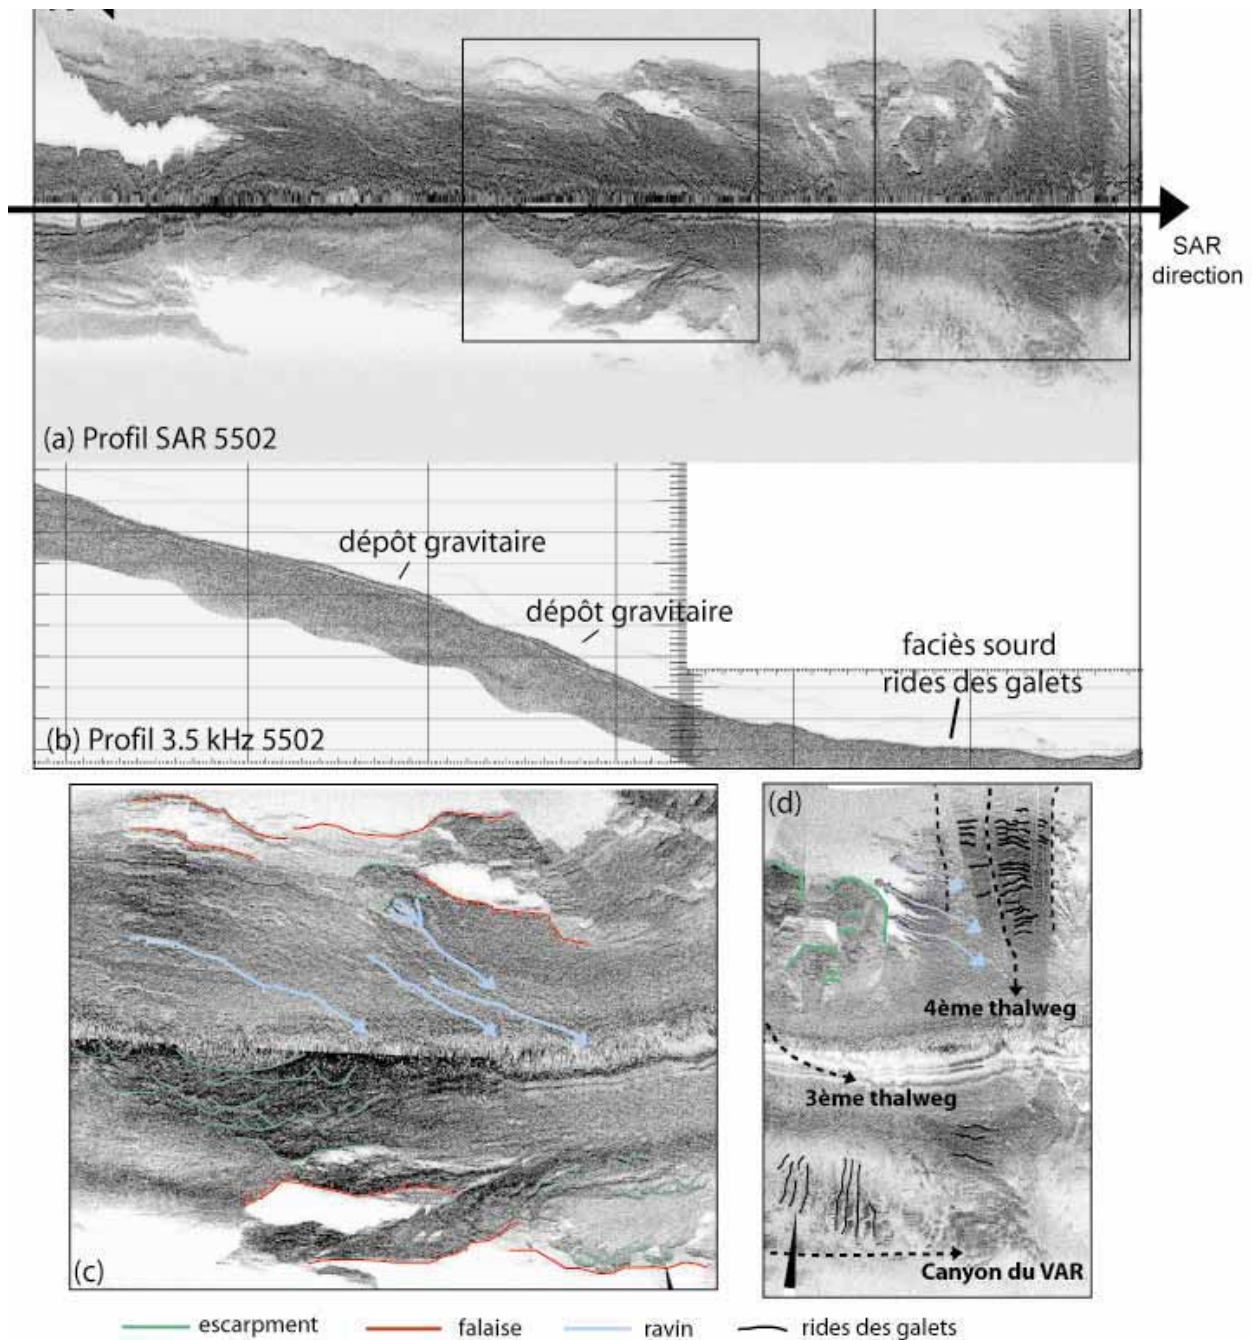 SAR
direction
(a) Profil SAR 5502
dépôt gravitaire
dépôt gravitaire
faciès sourd
rides des galets
(b) Profil 3.5 kHz 5502
(d)
4ème thalweg
3ème thalweg
Canyon du VAR
(c)
escarpment falaise ravin rides des galets